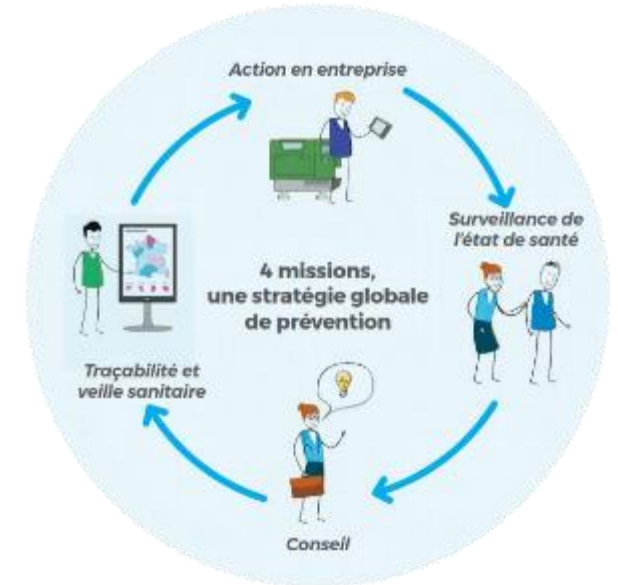 Action en entreprise
Surveillance de
l'état de santé
4 missions,
une stratégie globale
de prévention
Traçabilité et
veille sanitaire
Conseil